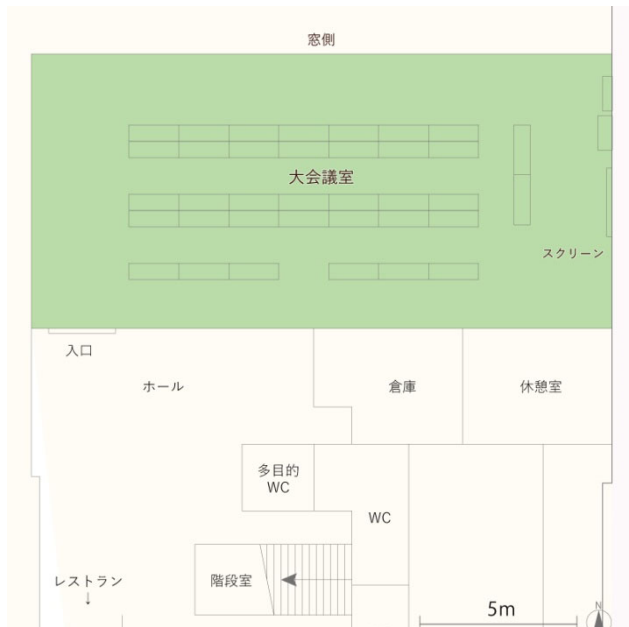 窓側
大会議室
スクリーン
入口
ホール
倉庫
休憩室
多目的
WC
WC
階段室
レストラン
↓
5m
N